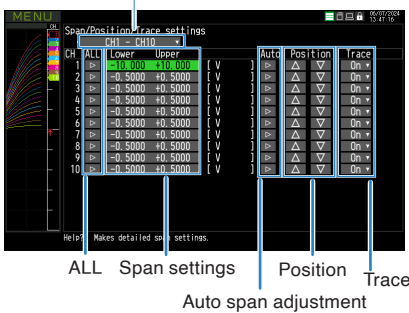 MENU
05/07/2024
13:47:16
Span/Position/Trace settings
CH1 - CH10
CH ALL Lower Upper Auto Position Trace
1 -10.000 +10.000 [ V ] On
2 -0.5000 +0.5000 [ V ] On
3 -0.5000 +0.5000 [ V ] On
4 -0.5000 +0.5000 [ V ] On
5 -0.5000 +0.5000 [ V ] On
6 -0.5000 +0.5000 [ V ] On
7 -0.5000 +0.5000 [ V ] On
8 -0.5000 +0.5000 [ V ] On
9 -0.5000 +0.5000 [ V ] On
10 -0.5000 +0.5000 [ V ] On
Help? Makes detailed span settings.
ALL Span settings Position Trace
Auto span adjustment